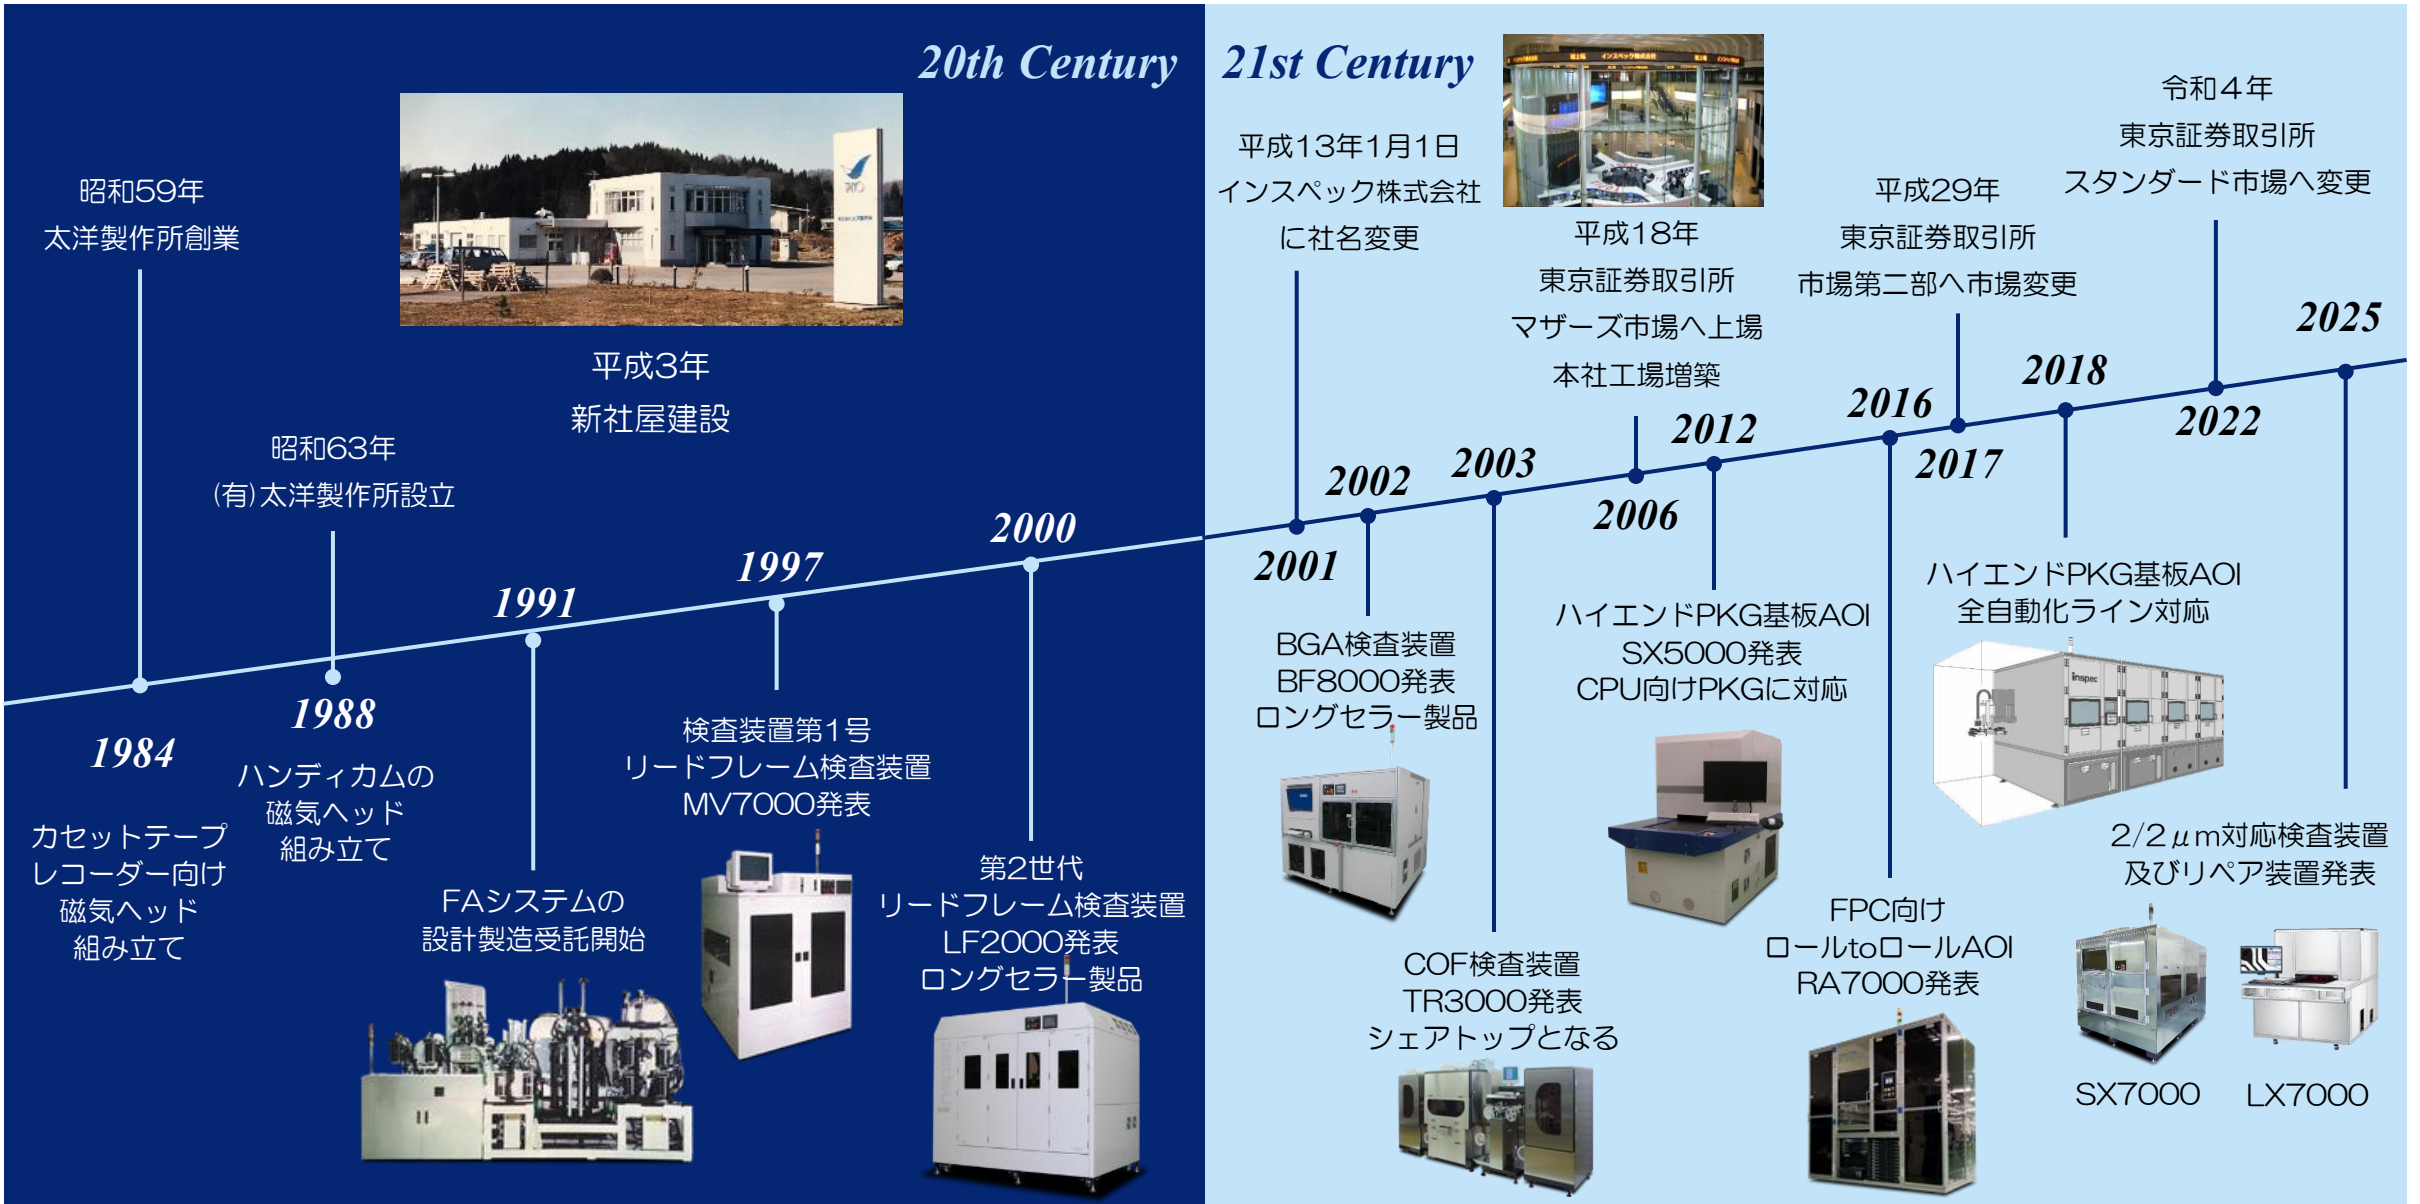 20th Century
21st Century
昭和59年
太洋製作所創業
1984
カセットテープ
レコーダー向け
磁気ヘッド
組み立て
昭和63年
(有)太洋製作所設立
1988
ハンディカムの
磁気ヘッド
組み立て
TAIYO
平成3年
新社屋建設
1991
FAシステムの
設計製造受託開始
1997
検査装置第1号
リードフレーム検査装置
MV7000発表
2000
第2世代
リードフレーム検査装置
LF2000発表
ロングセラー製品
平成13年1月1日
インスペック株式会社
に社名変更
2001
2002
BGA検査装置
BF8000発表
ロングセラー製品
2003
COF検査装置
TR3000発表
シェアトップとなる
インスペック株式会社
平成18年
東京証券取引所
マザーズ市場へ上場
本社工場増築
2006
2012
ハイエンドPKG基板AOI
SX5000発表
CPU向けPKGに対応
2016
FPC向け
ロールtoロールAOI
RA7000発表
平成29年
東京証券取引所
市場第二部へ市場変更
2017
2018
ハイエンドPKG基板AOI
全自動化ライン対応
inspec
令和4年
東京証券取引所
スタンダード市場へ変更
2022
2025
2/2μm対応検査装置
及びリペア装置発表
SX7000
LX7000